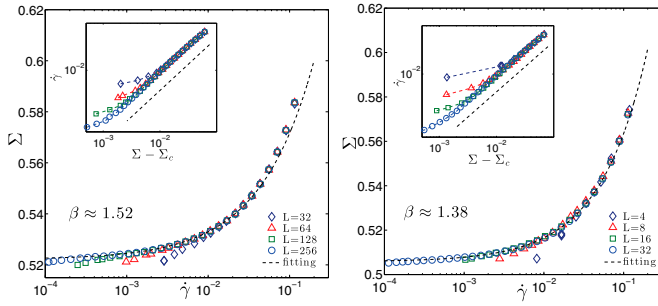 0.62
0.6
0.58
0.56
0.54
0.52
Σ
10⁻²
γ̇
10⁻³
10⁻²
Σ − Σc
β ≈ 1.52
L=32
L=64
L=128
L=256
fitting
10⁻⁴
10⁻³
10⁻²
10⁻¹
γ̇
0.62
0.6
0.58
0.56
0.54
0.52
0.5
Σ
10⁻²
γ̇
10⁻³
10⁻²
Σ − Σc
β ≈ 1.38
L=4
L=8
L=16
L=32
fitting
10⁻⁴
10⁻³
10⁻²
10⁻¹
γ̇